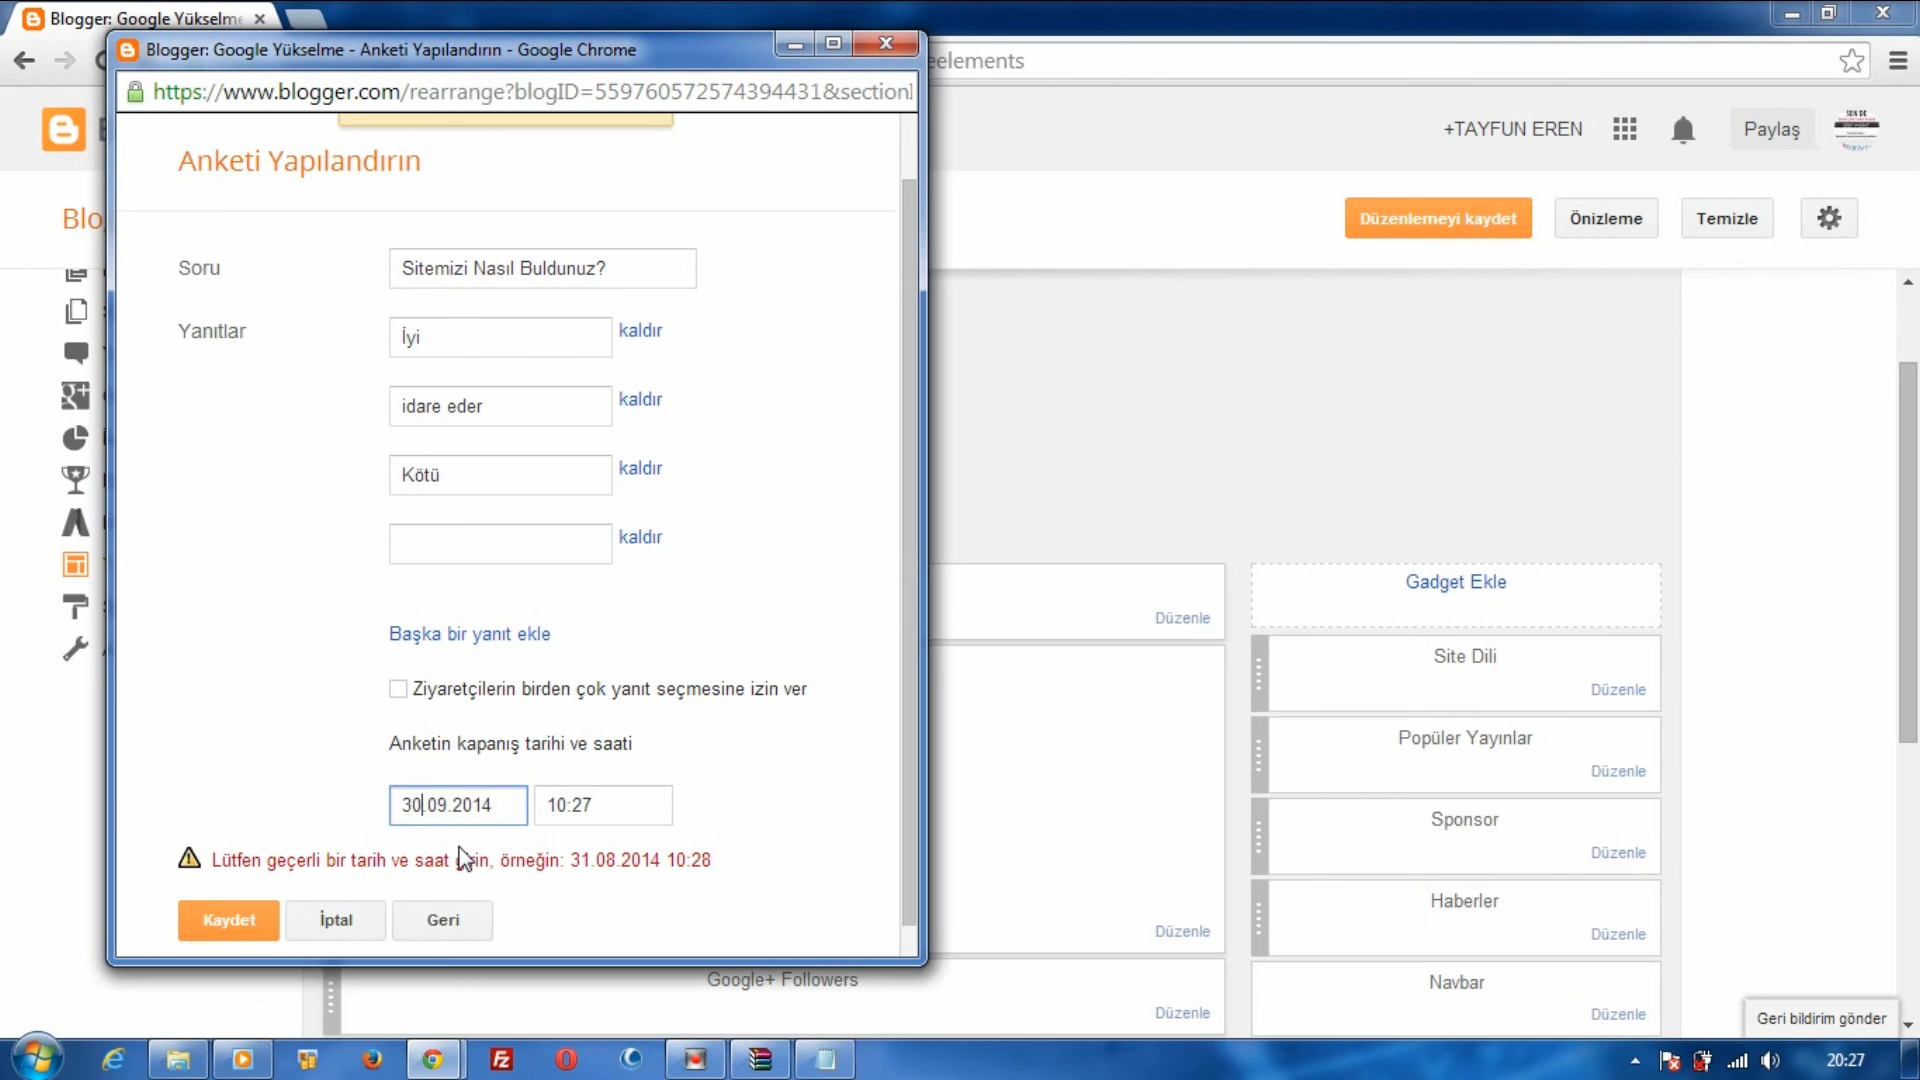 Blogger: Google Yükselme
Blogger: Google Yükselme - Anketi Yapılandırın - Google Chrome
https://www.blogger.com/rearrange?blogID=5597605725743944431&sectionI
eelements
+TAYFUN EREN
Paylaş
Anketi Yapılandırın
Blo
Düzenlemeyi kaydet
Önizleme
Temizle
Soru
Sitemizi Nasıl Buldunuz?
Yanıtlar
İyi
kaldır
idare eder
kaldır
Kötü
kaldır
kaldır
Başka bir yanıt ekle
Ziyaretçilerin birden çok yanıt seçmesine izin ver
Anketin kapanış tarihi ve saati
30.09.2014
10:27
Lütfen geçerli bir tarih ve saat girin, örneğin: 31.08.2014 10:28
Kaydet
İptal
Geri
Düzenle
Düzenle
Google+ Followers
Düzenle
Gadget Ekle
Site Dili
Düzenle
Popüler Yayınlar
Düzenle
Sponsor
Düzenle
Haberler
Düzenle
Navbar
Düzenle
Geri bildirim gönder
20:27